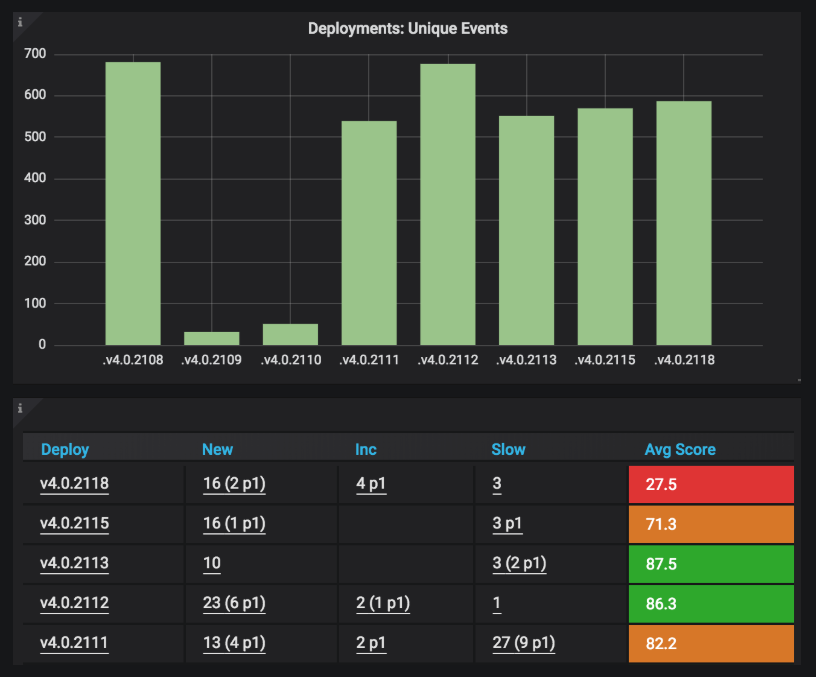 i
Deployments: Unique Events
700
600
500
400
300
200
100
0
.v4.0.2108 .v4.0.2109 .v4.0.2110 .v4.0.2111 .v4.0.2112 .v4.0.2113 .v4.0.2115 .v4.0.2118
i
Deploy New Inc Slow Avg Score
v4.0.2118 16 (2 p1) 4 p1 3 27.5
v4.0.2115 16 (1 p1) 3 p1 71.3
v4.0.2113 10 3 (2 p1) 87.5
v4.0.2112 23 (6 p1) 2 (1 p1) 1 86.3
v4.0.2111 13 (4 p1) 2 p1 27 (9 p1) 82.2